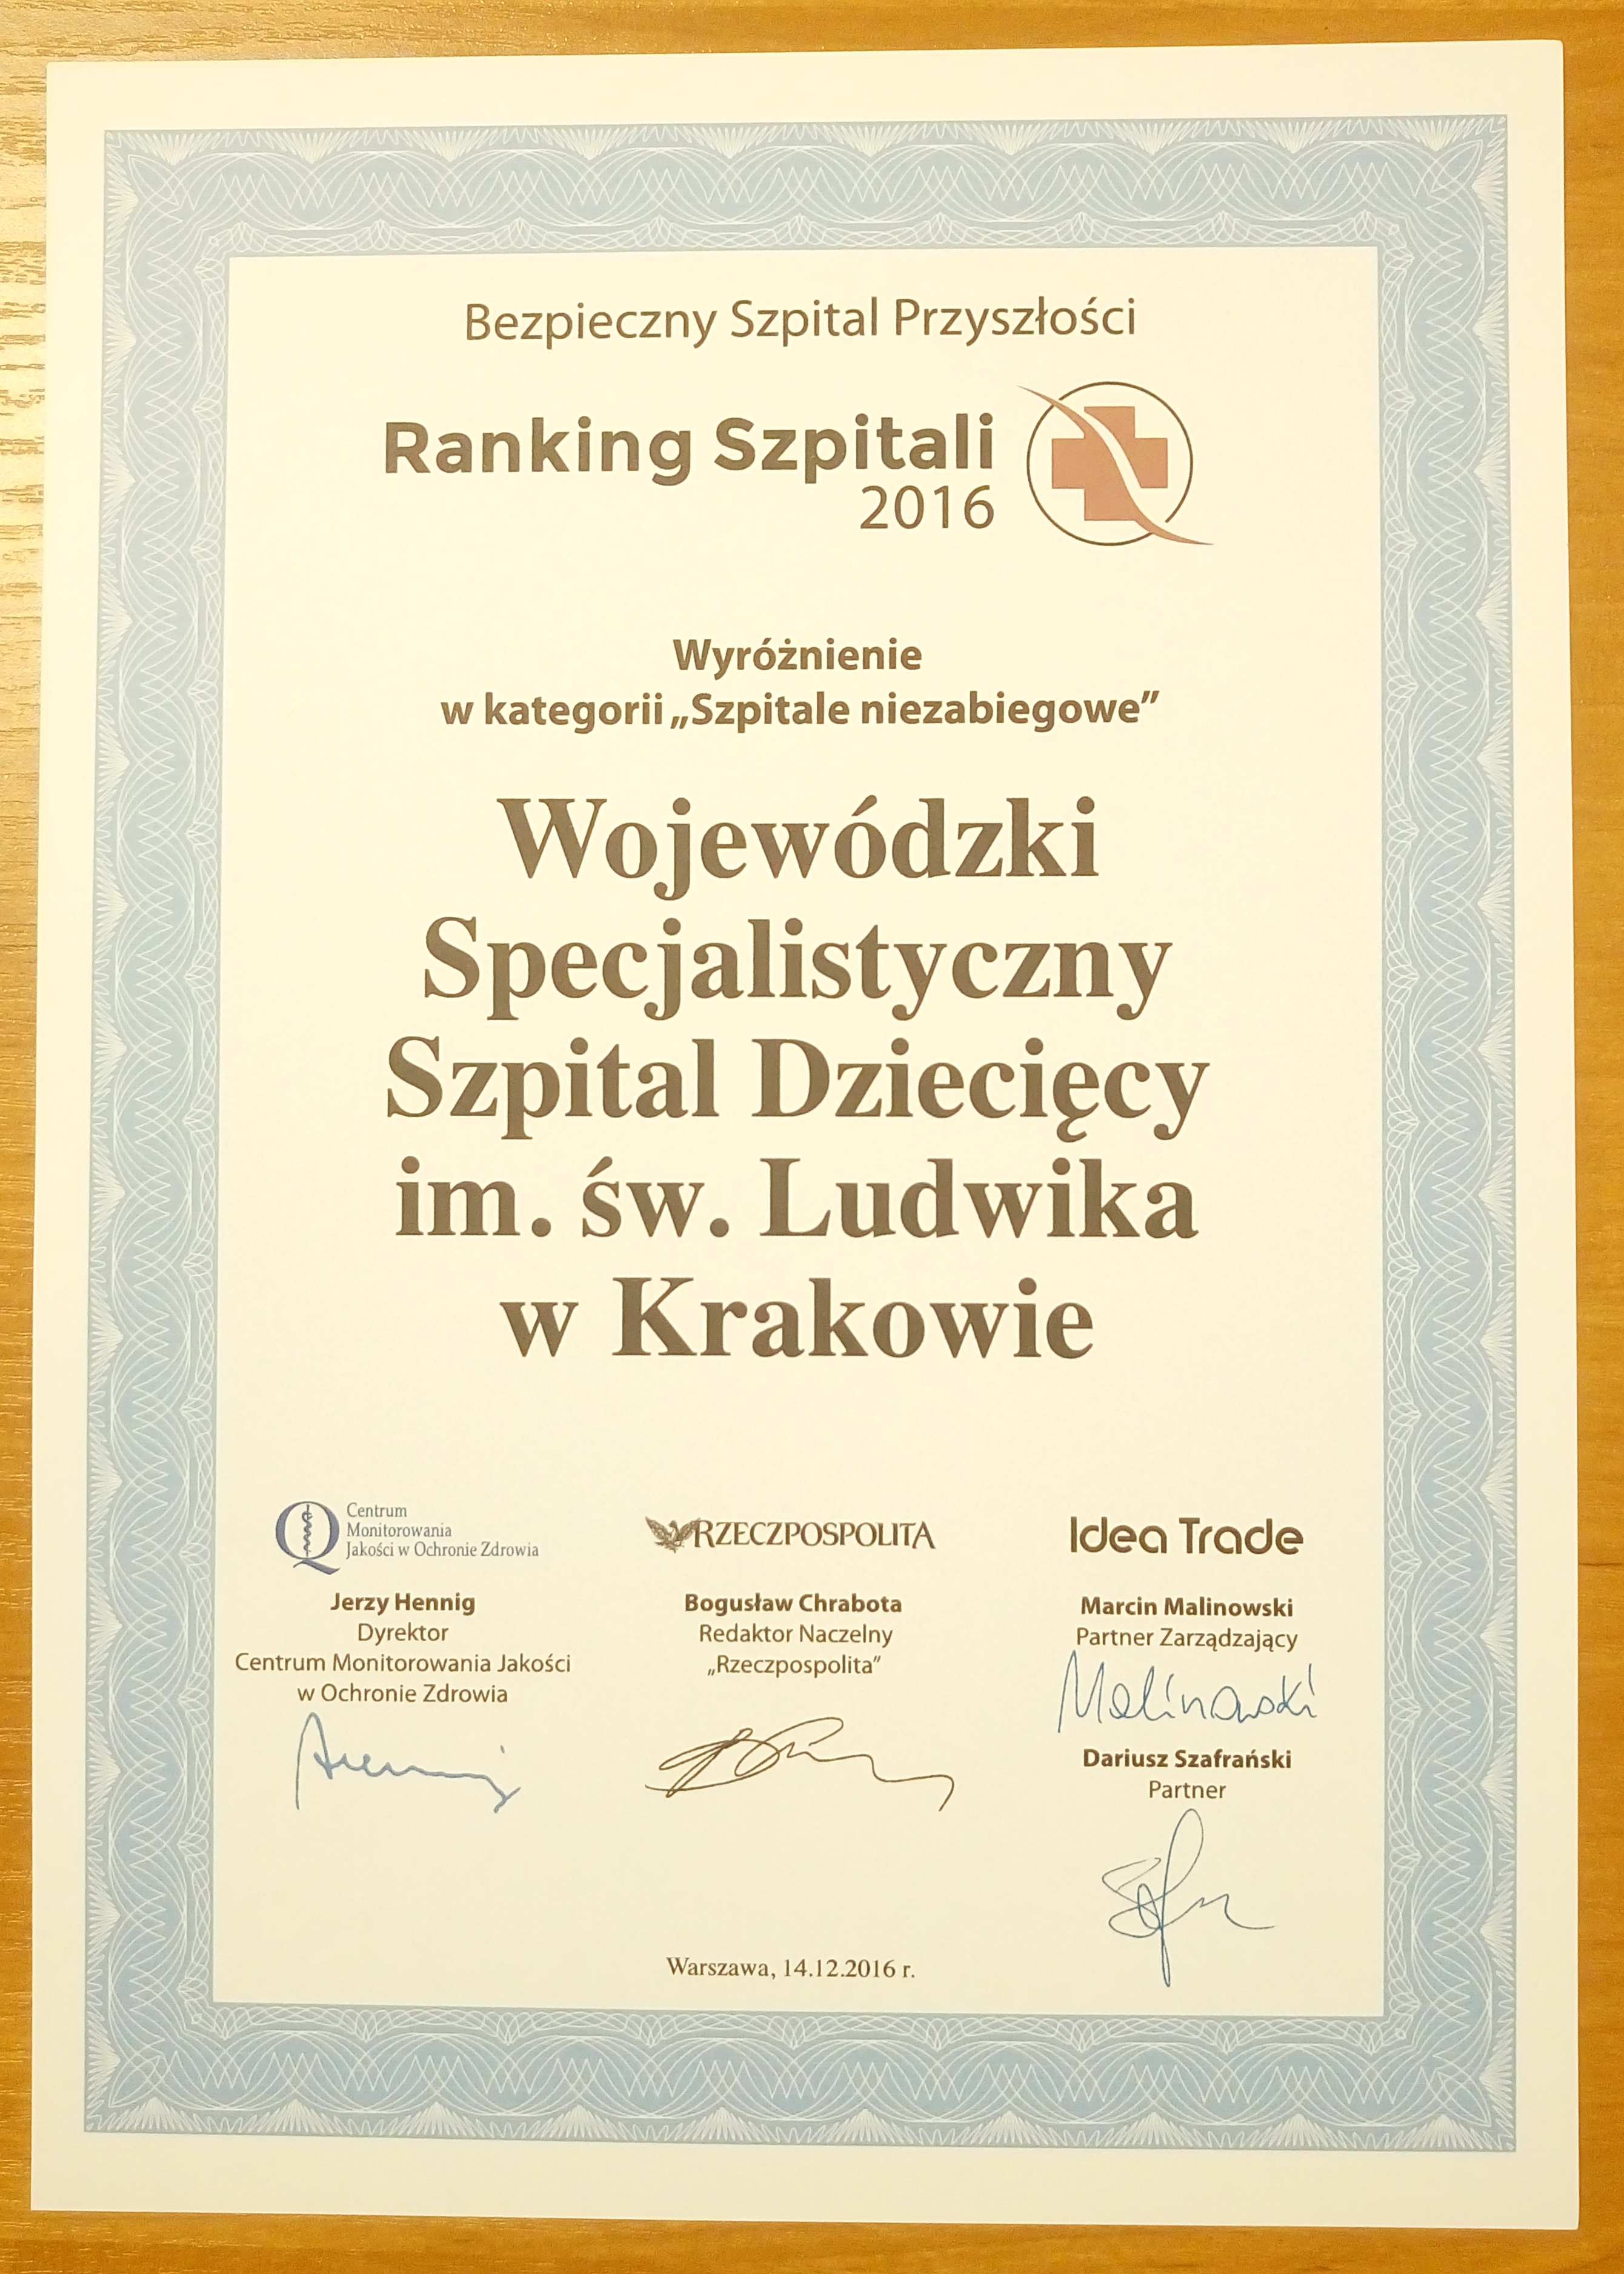 Bezpieczny Szpital Przyszłości
Ranking Szpitali
2016
Wyróżnienie
w kategorii „Szpitale niezabiegowe”
Wojewódzki
Specjalistyczny
Szpital Dziecięcy
im. św. Ludwika
w Krakowie
Centrum
Monitorowania
Jakości w Ochronie Zdrowia
Jerzy Hennig
Dyrektor
Centrum Monitorowania Jakości
w Ochronie Zdrowia
RZECZPOSPOLITA
Bogusław Chrabota
Redaktor Naczelny
„Rzeczpospolita”
Idea Trade
Marcin Malinowski
Partner Zarządzający
Malinowski
Dariusz Szafrański
Partner
Warszawa, 14.12.2016 r.